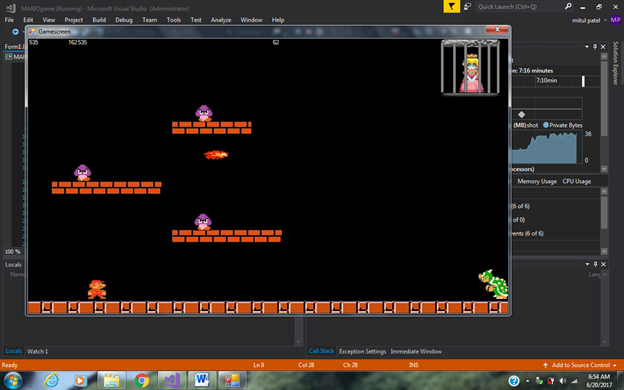 MARIOgame (Running) - Microsoft Visual Studio (Administrator)
Quick Launch (Ctrl+Q)
File Edit View Project Build Debug Team Tools Test Analyze Window Help
mitul patel MP
Gamescreen
535 162 535 62
Form1.
MAR
Solution Explorer
on: 7:16 minutes
7:10min
(MB) shot Private Bytes
36
0
ocessors)
Memory Usage CPU Usage
(6 of 6)
of 0)
vents (6 of 6)
100 %
Locals
Name
Lang
Locals Watch 1
Call Stack Exception Settings Immediate Window
Ready Ln 9 Col 28 Ch 28 INS Add to Source Control
6:54 AM
6/20/2017